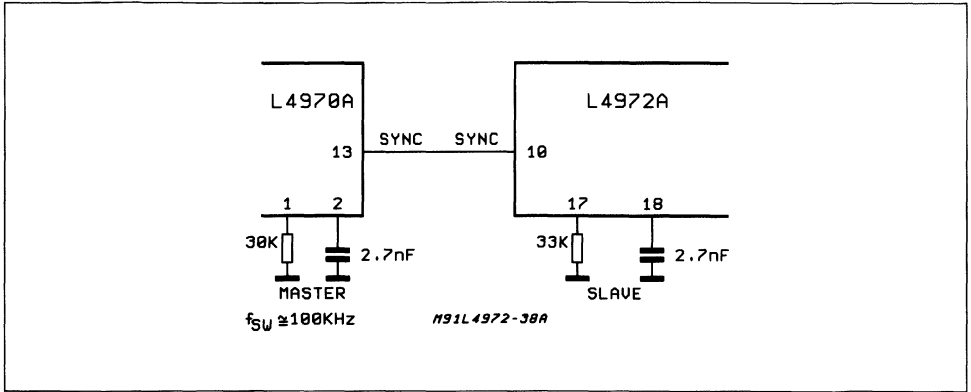 L4970A
L4972A
SYNC SYNC
13
10
1 2
17 18
30K
2.7nF
33K
2.7nF
MASTER
SLAVE
fSW ≅100KHz
M91L4972-38A